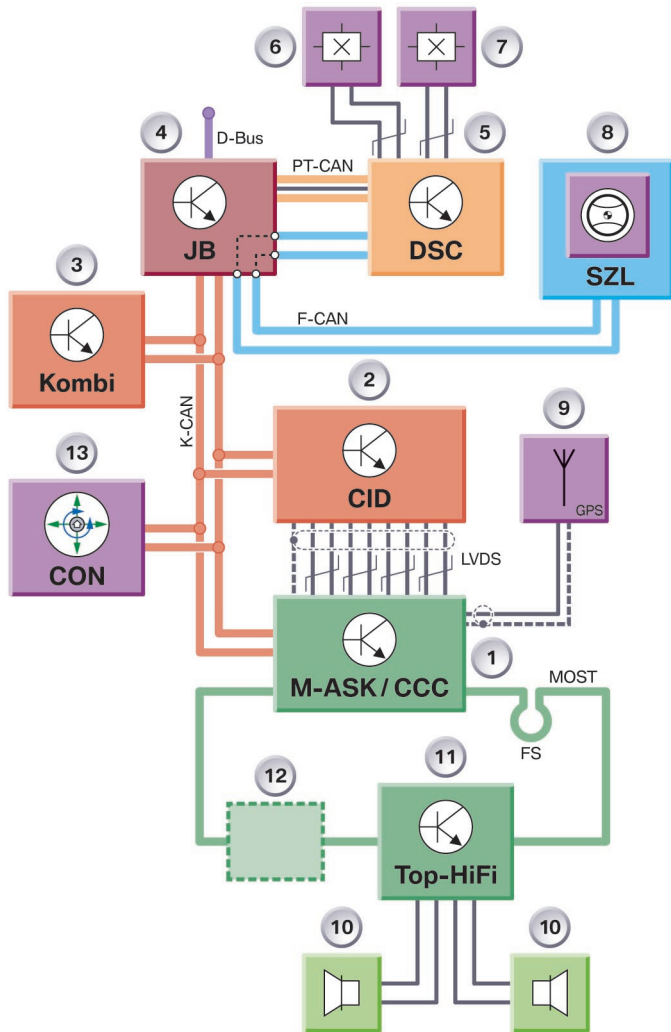 6
7
4
D-Bus
5
8
PT-CAN
JB
DSC
SZL
3
F-CAN
Kombi
2
K-CAN
9
13
CID
GPS
LVDS
CON
1
M-ASK / CCC
MOST
FS
12
11
Top-HiFi
10
10